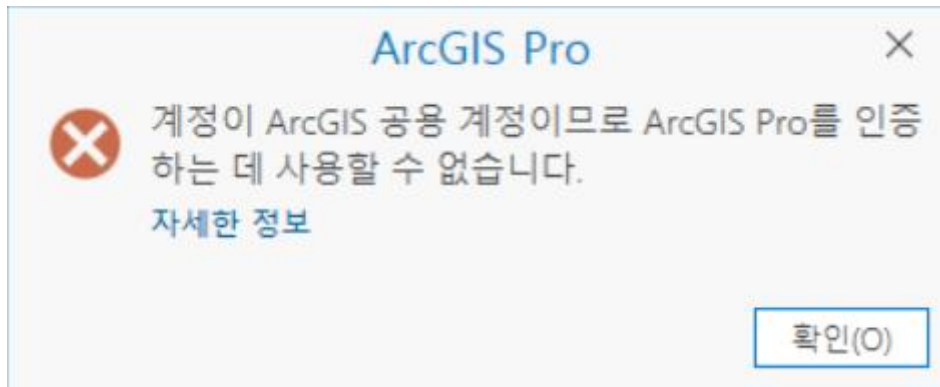 ArcGIS Pro
계정이 ArcGIS 공용 계정이므로 ArcGIS Pro를 인증
하는 데 사용할 수 없습니다.
자세한 정보
확인(O)